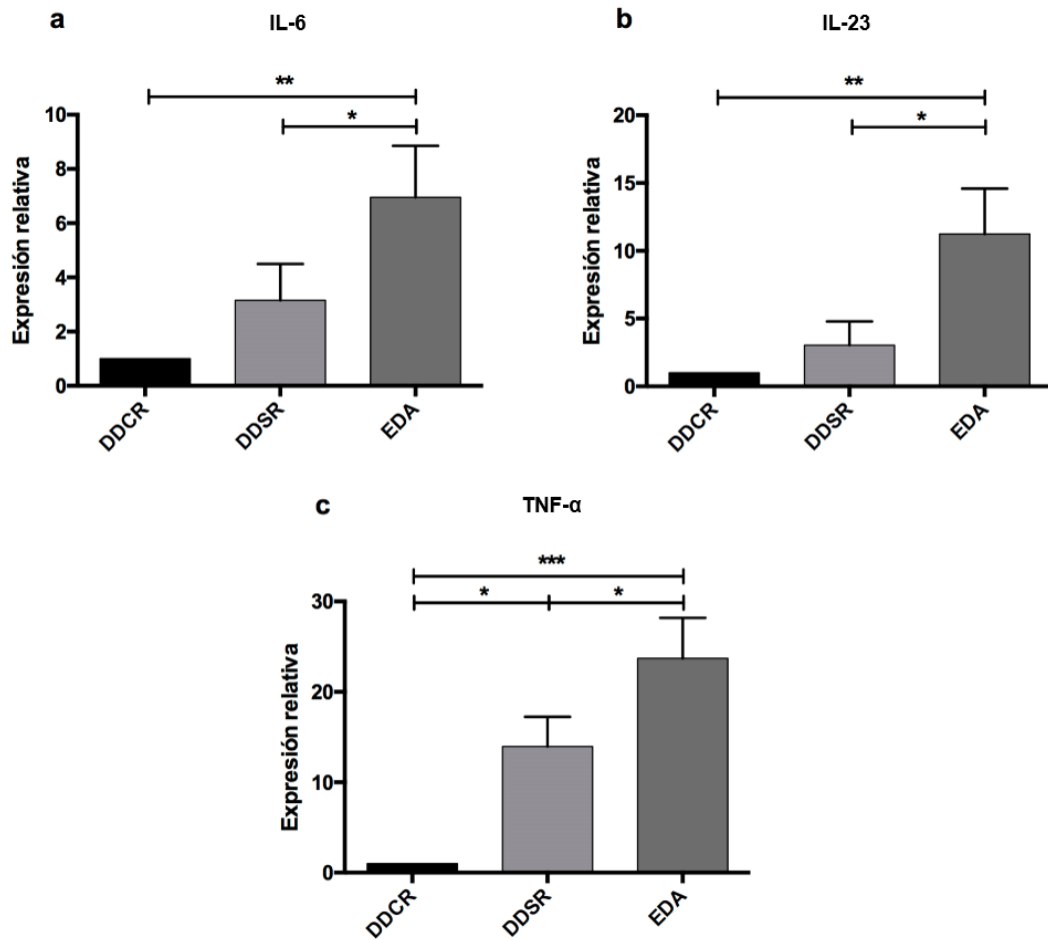 a
IL-6
**
*
Expresión relativa
10
8
6
4
2
0
DDCR
DDSR
EDA
b
IL-23
**
*
Expresión relativa
20
15
10
5
0
DDCR
DDSR
EDA
c
TNF-α
***
*
*
Expresión relativa
30
20
10
0
DDCR
DDSR
EDA